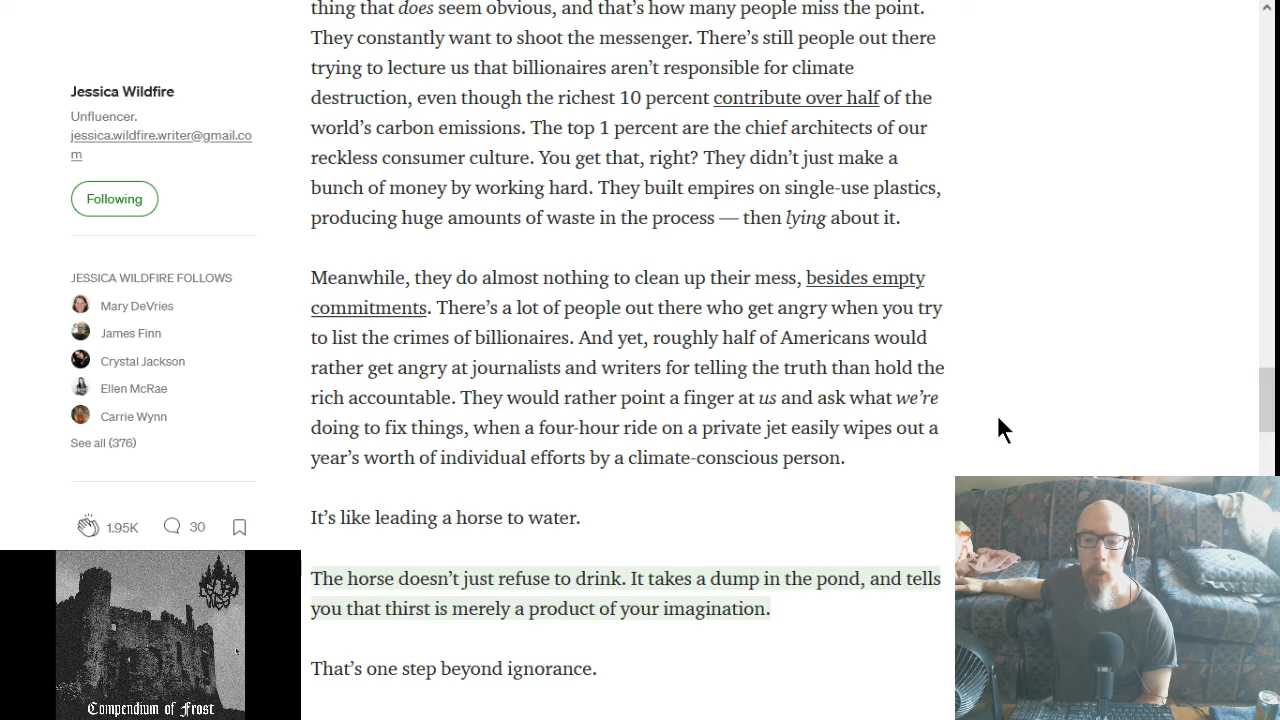 thing that does seem obvious, and that's how many people miss the point.
They constantly want to shoot the messenger. There's still people out there
trying to lecture us that billionaires aren't responsible for climate
destruction, even though the richest 10 percent contribute over half of the
world's carbon emissions. The top 1 percent are the chief architects of our
reckless consumer culture. You get that, right? They didn't just make a
bunch of money by working hard. They built empires on single-use plastics,
producing huge amounts of waste in the process — then lying about it.
Meanwhile, they do almost nothing to clean up their mess, besides empty
commitments. There's a lot of people out there who get angry when you try
to list the crimes of billionaires. And yet, roughly half of Americans would
rather get angry at journalists and writers for telling the truth than hold the
rich accountable. They would rather point a finger at us and ask what we're
doing to fix things, when a four-hour ride on a private jet easily wipes out a
year's worth of individual efforts by a climate-conscious person.
It's like leading a horse to water.
The horse doesn't just refuse to drink. It takes a dump in the pond, and tells
you that thirst is merely a product of your imagination.
That's one step beyond ignorance.
Jessica Wildfire
Unfluencer.
jessica.wildfire.writer@gmail.co
m
Following
JESSICA WILDFIRE FOLLOWS
Mary DeVries
James Finn
Crystal Jackson
Ellen McRae
Carrie Wynn
See all (376)
1.95K 30
Compendium of Frost